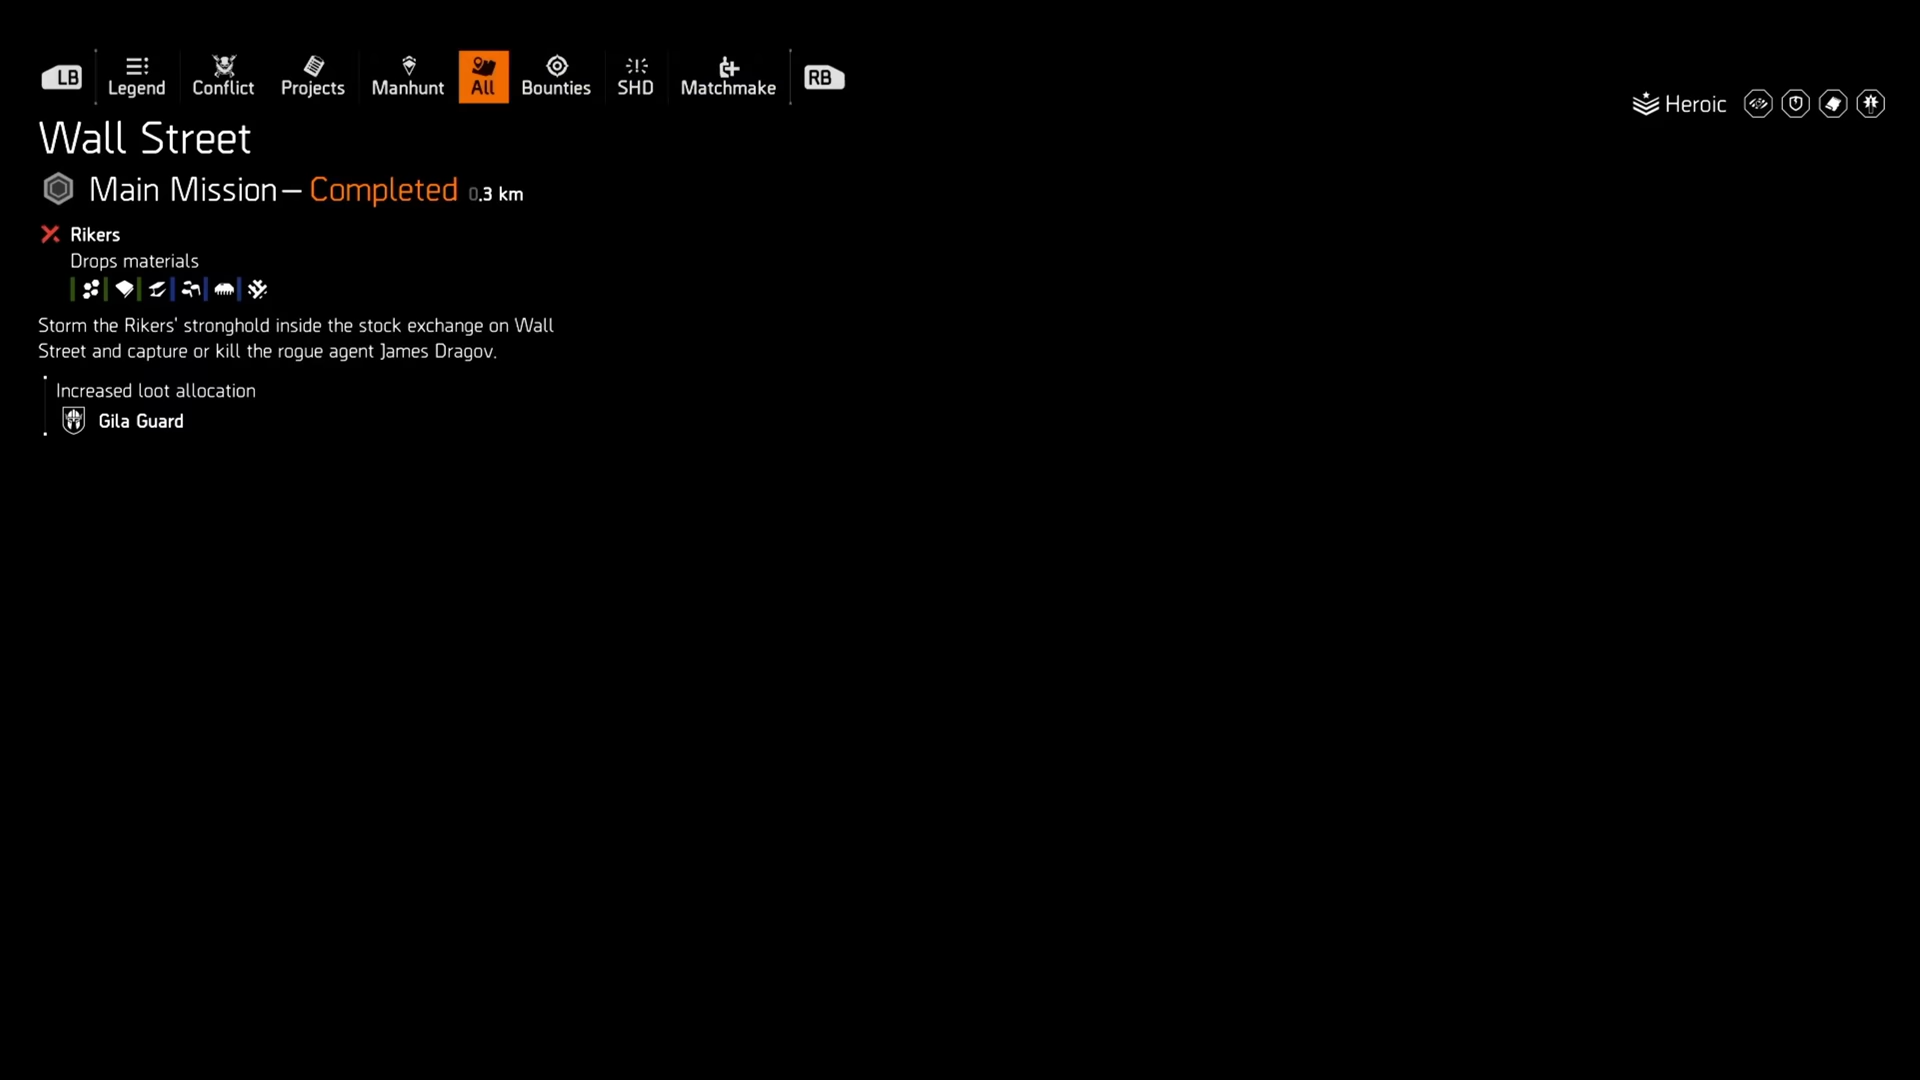 LB Legend Conflict Projects Manhunt All Bounties SHD Matchmake RB
Heroic
Wall Street
Main Mission — Completed 0.3 km
Rikers
Drops materials
Storm the Rikers' stronghold inside the stock exchange on Wall
Street and capture or kill the rogue agent James Dragov.
Increased loot allocation
Gila Guard